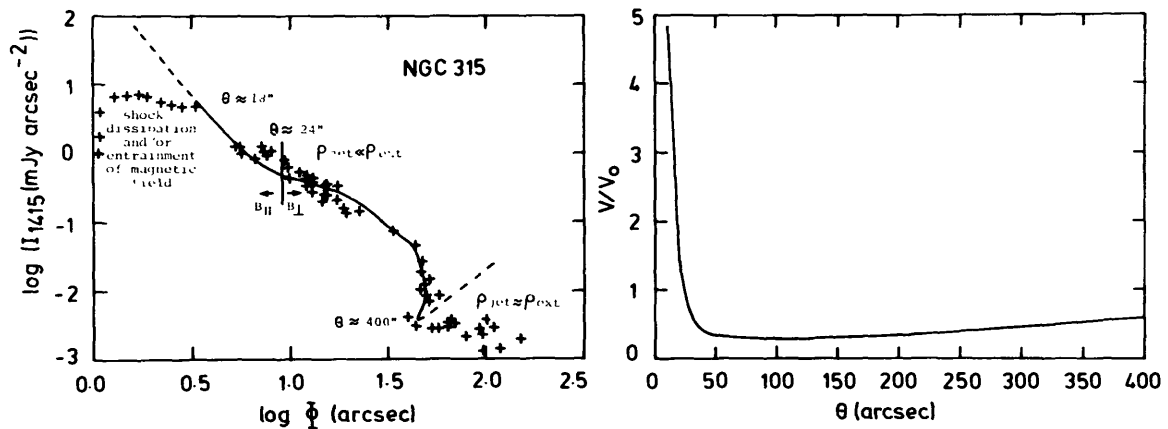 2
1
0
-1
-2
-3
log (I1415(mJy arcsec⁻²))
NGC 315
θ ≈ 18"
θ ≈ 24"
shock
dissipation
and/or
entrainment
of magnetic
field
ρjet≪ρext
B||
B⊥
ρjet≈ρext
θ ≈ 400"
0.0 0.5 1.0 1.5 2.0 2.5
log Φ (arcsec)
5
4
3
2
1
0
V/Vo
0 50 100 150 200 250 300 350 400
θ (arcsec)